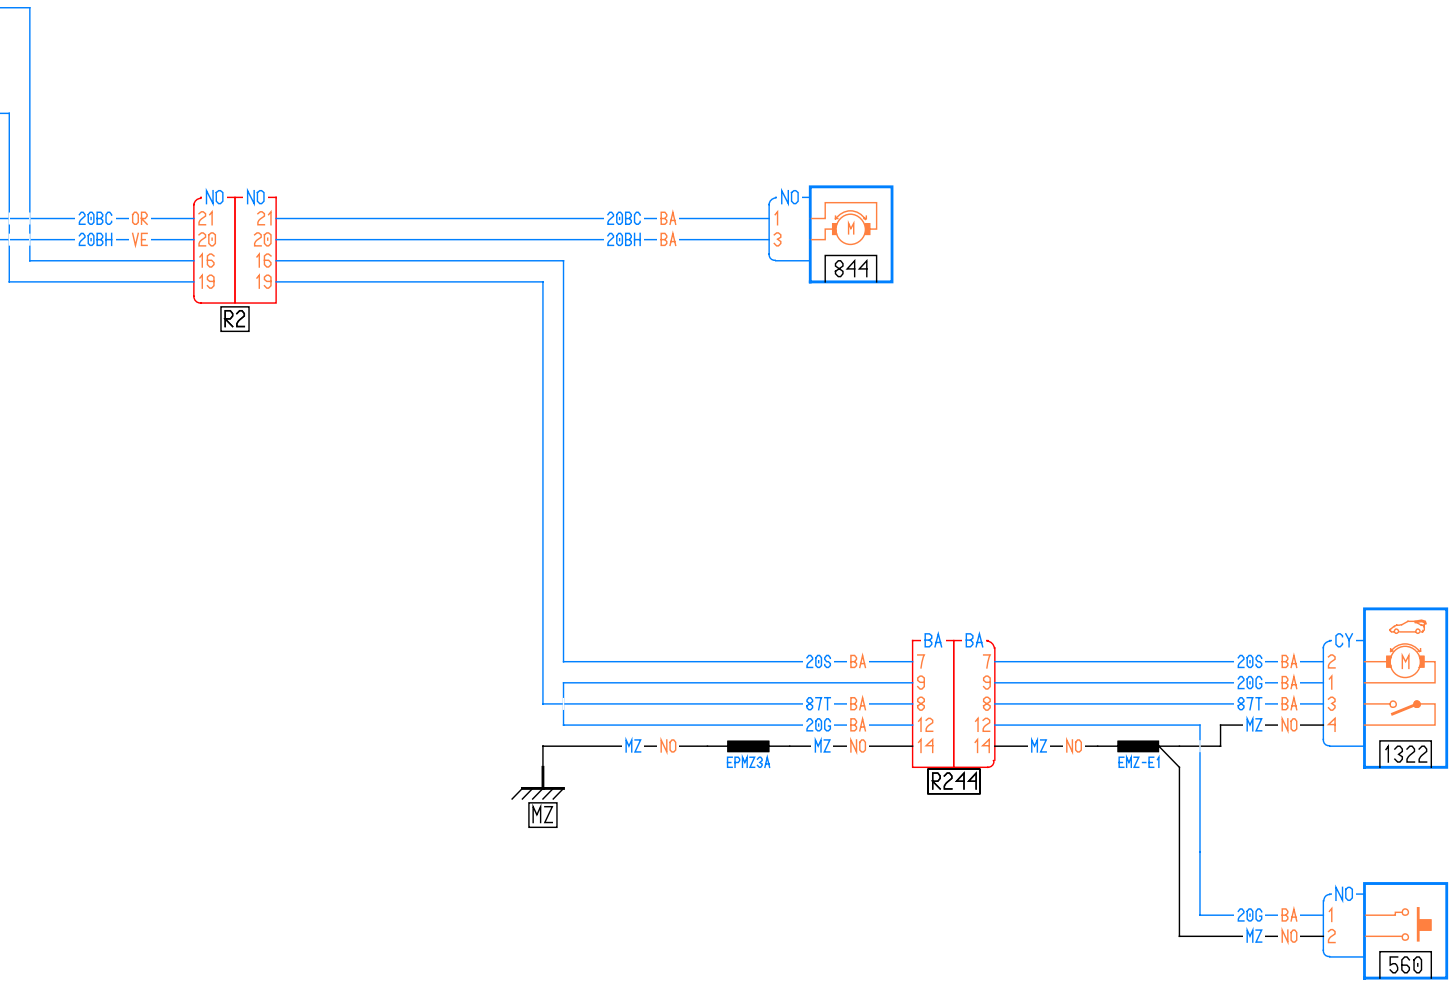 NO NO NO
20BC OR 21 21 20BC BA 1
20BH VE 20 20 20BH BA 3
M
16 16
844
19 19
R2
BA BA CY
20S BA 7 7 20S BA 2
M
9 9 20G BA 1
87T BA 8 8 87T BA 3
20G BA 12 12 MZ NO 4
MZ NO MZ NO 14 14 MZ NO
1322
EPMZ3A EMZ-E1
R244
MZ
NO
20G BA 1
MZ NO 2
560